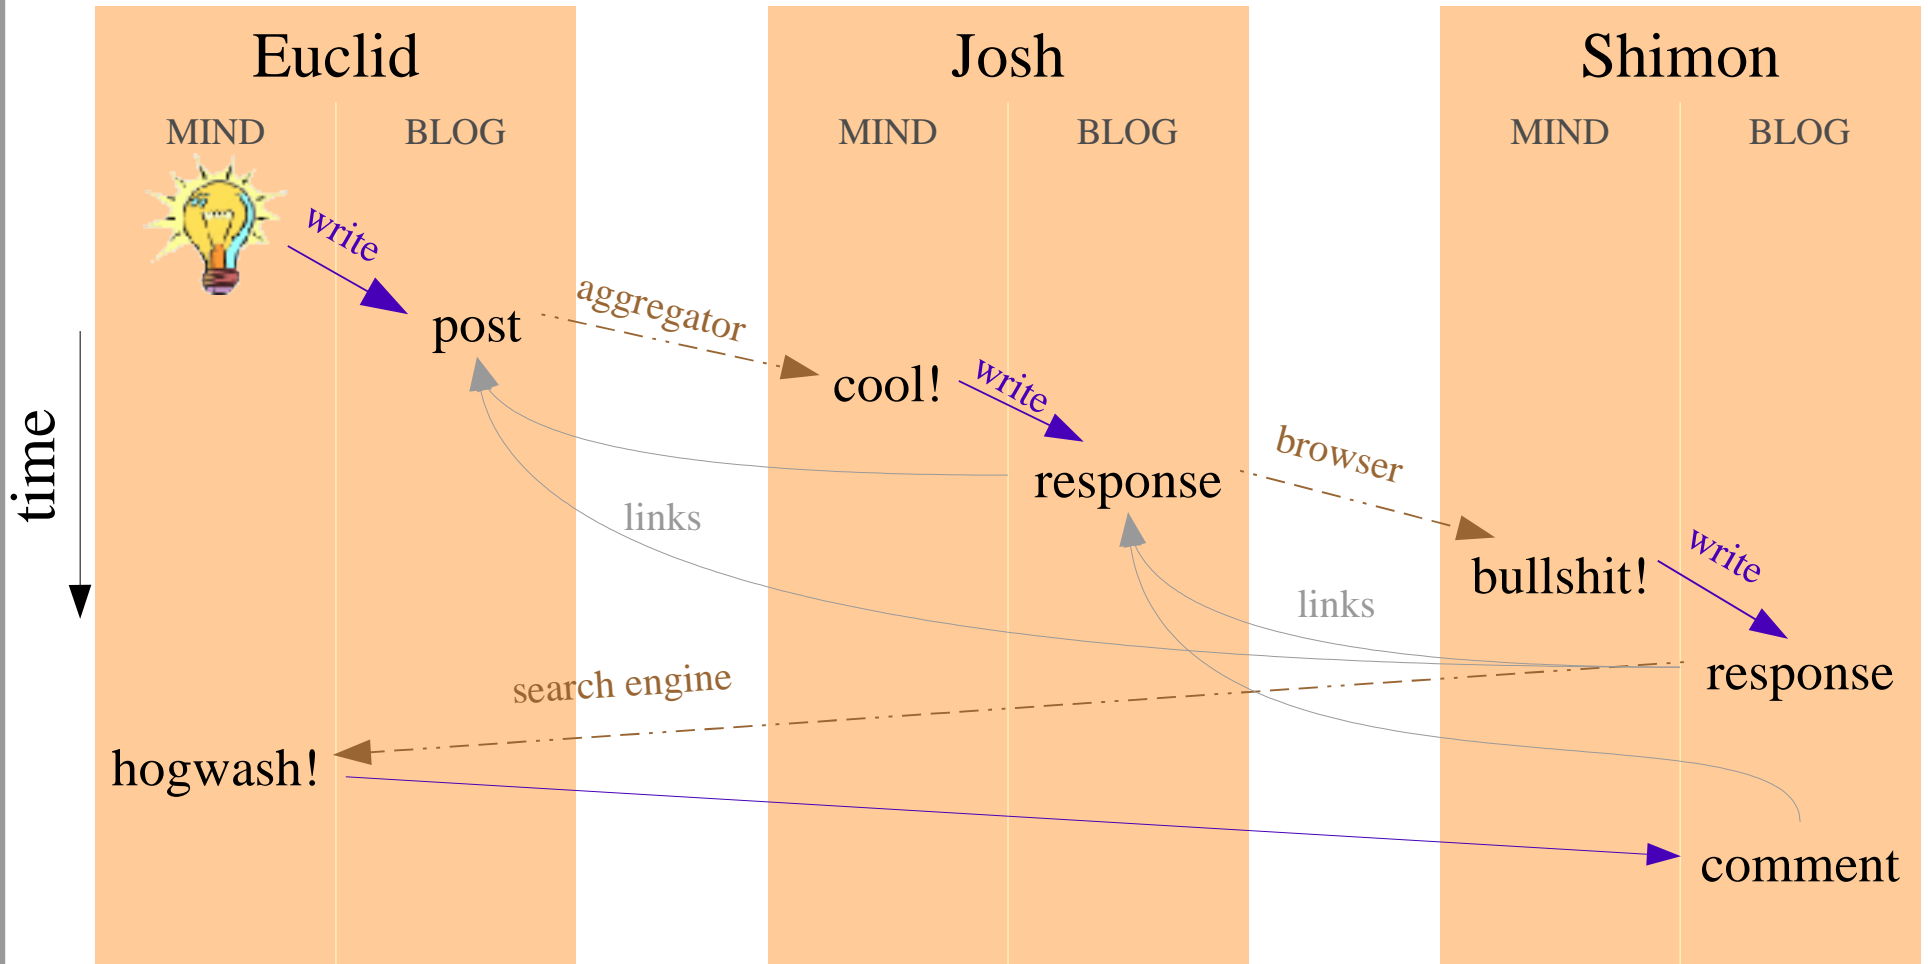 Euclid
Josh
Shimon
MIND
BLOG
MIND
BLOG
MIND
BLOG
write
aggregator
post
cool!
write
time
response
browser
links
bullshit!
write
links
response
search engine
hogwash!
comment